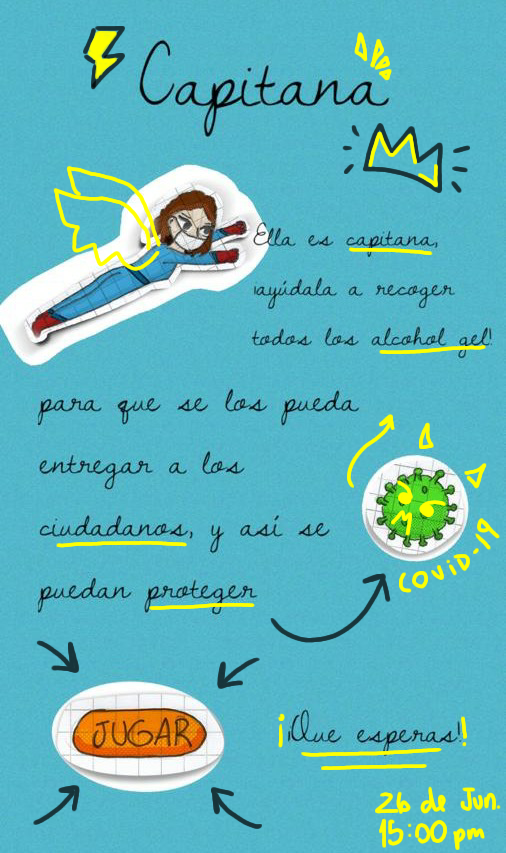 Capitana
Ella es capitana,
¡ayúdala a recoger
todos los alcohol gel!
para que se los pueda
entregar a los
ciudadanos, y así se
puedan proteger
COVID-19
JUGAR
¡¡Que esperas!!
26 de Jun.
15:00 pm